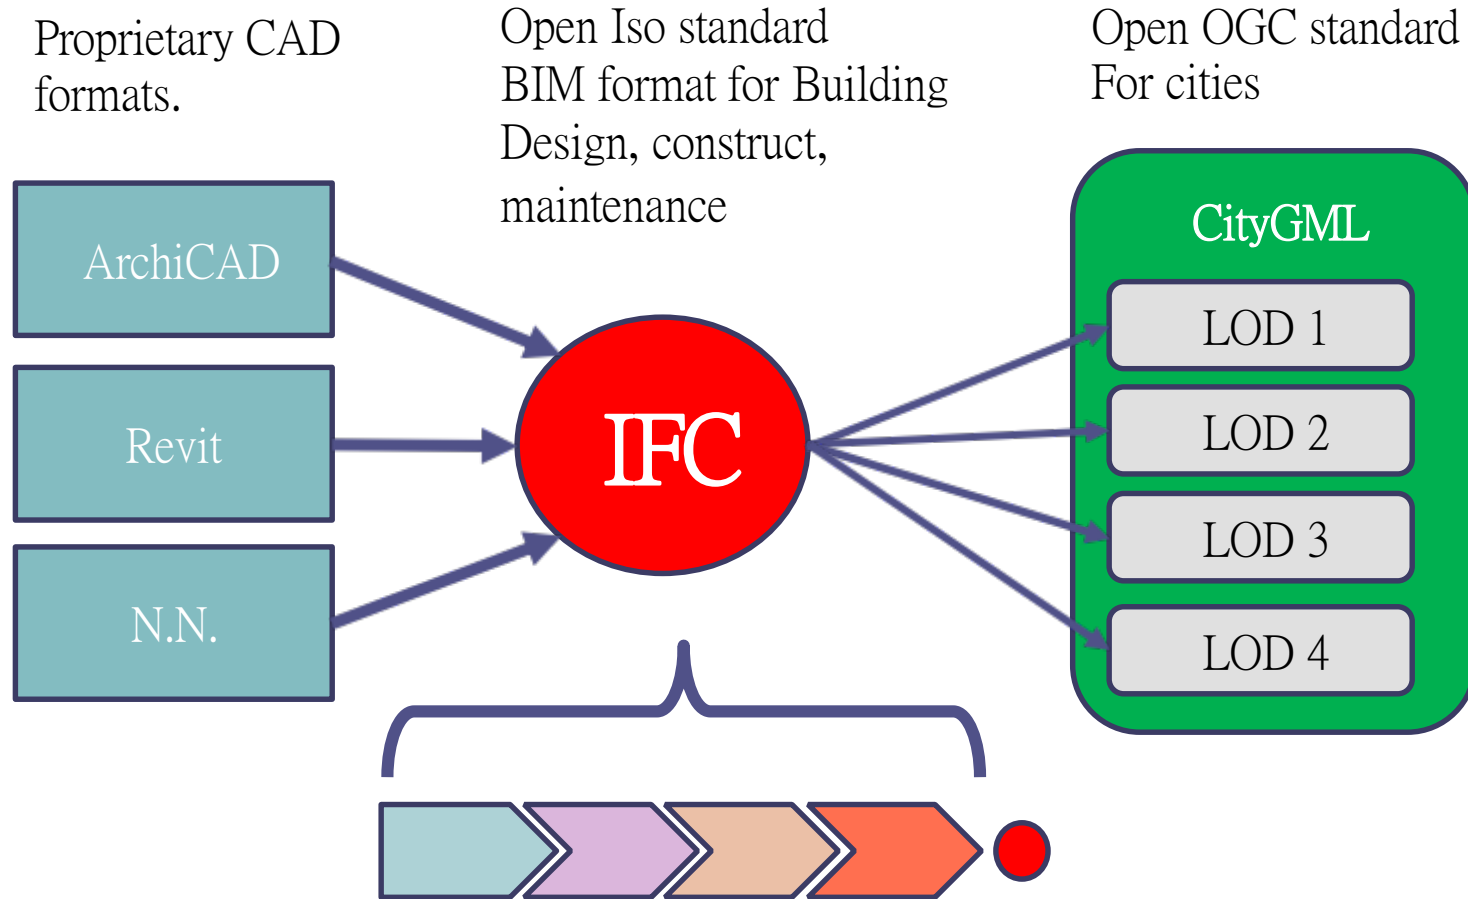 Proprietary CAD
formats.
Open Iso standard
BIM format for Building
Design, construct,
maintenance
Open OGC standard
For cities
ArchiCAD
Revit
N.N.
IFC
CityGML
LOD 1
LOD 2
LOD 3
LOD 4